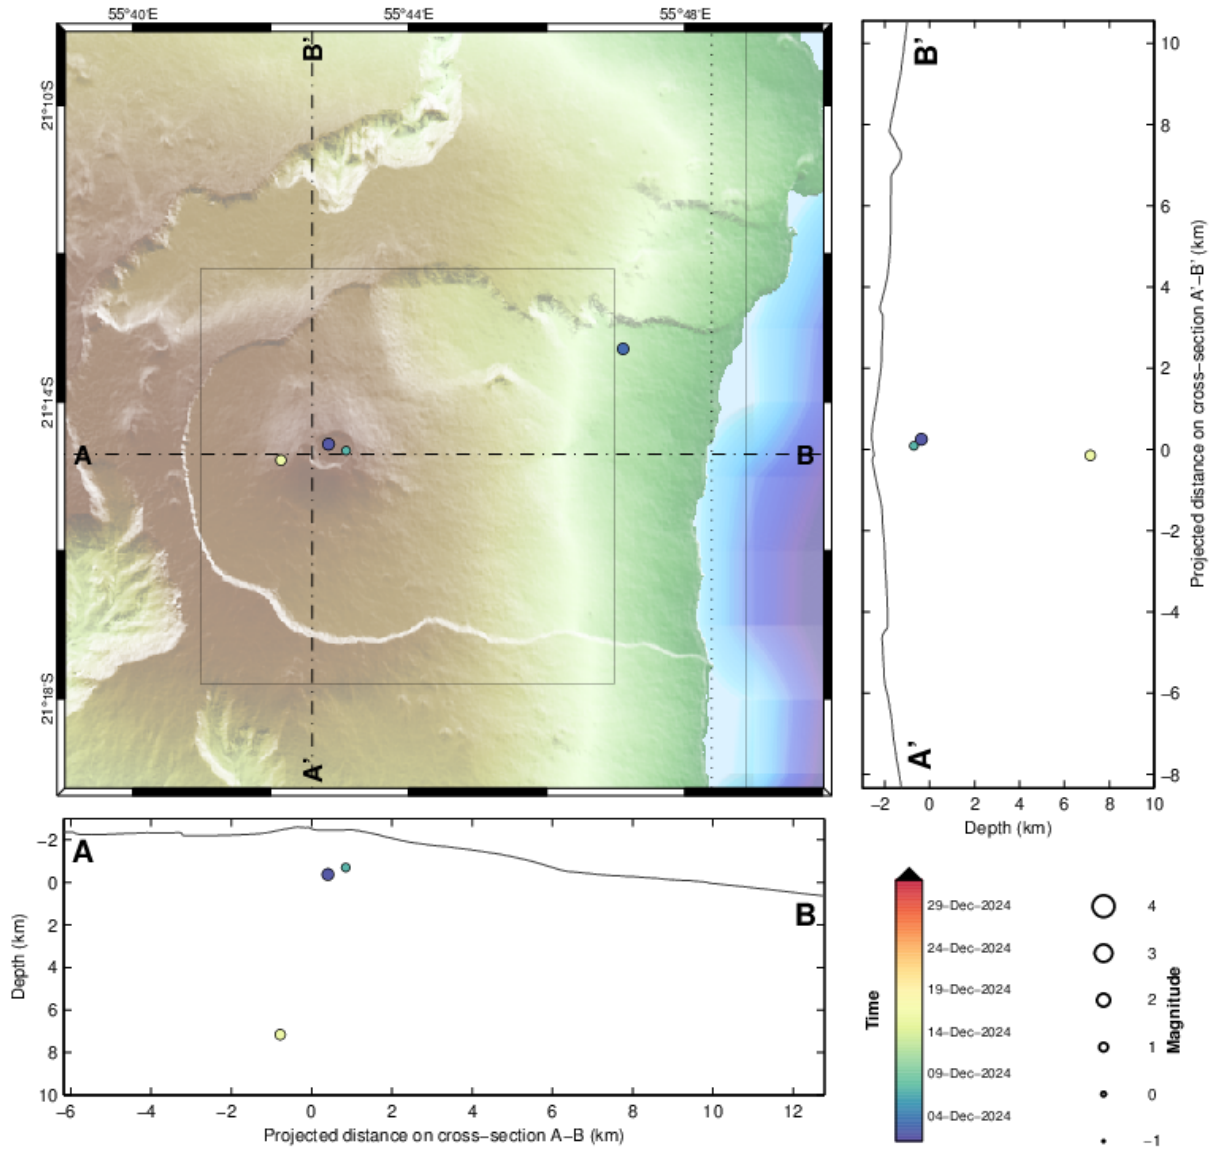 55°40'E 55°44'E 55°48'E
21°10'S
21°14'S
21°18'S
B'
A
B
A'
B'
A'
10
8
6
4
2
0
−2
−4
−6
−8
Projected distance on cross−section A'−B' (km)
−2 0 2 4 6 8 10
Depth (km)
A
B
−2
0
2
4
6
8
10
Depth (km)
−6 −4 −2 0 2 4 6 8 10 12
Projected distance on cross−section A−B (km)
Time
29−Dec−2024
24−Dec−2024
19−Dec−2024
14−Dec−2024
09−Dec−2024
04−Dec−2024
4
3
2
1
0
−1
Magnitude